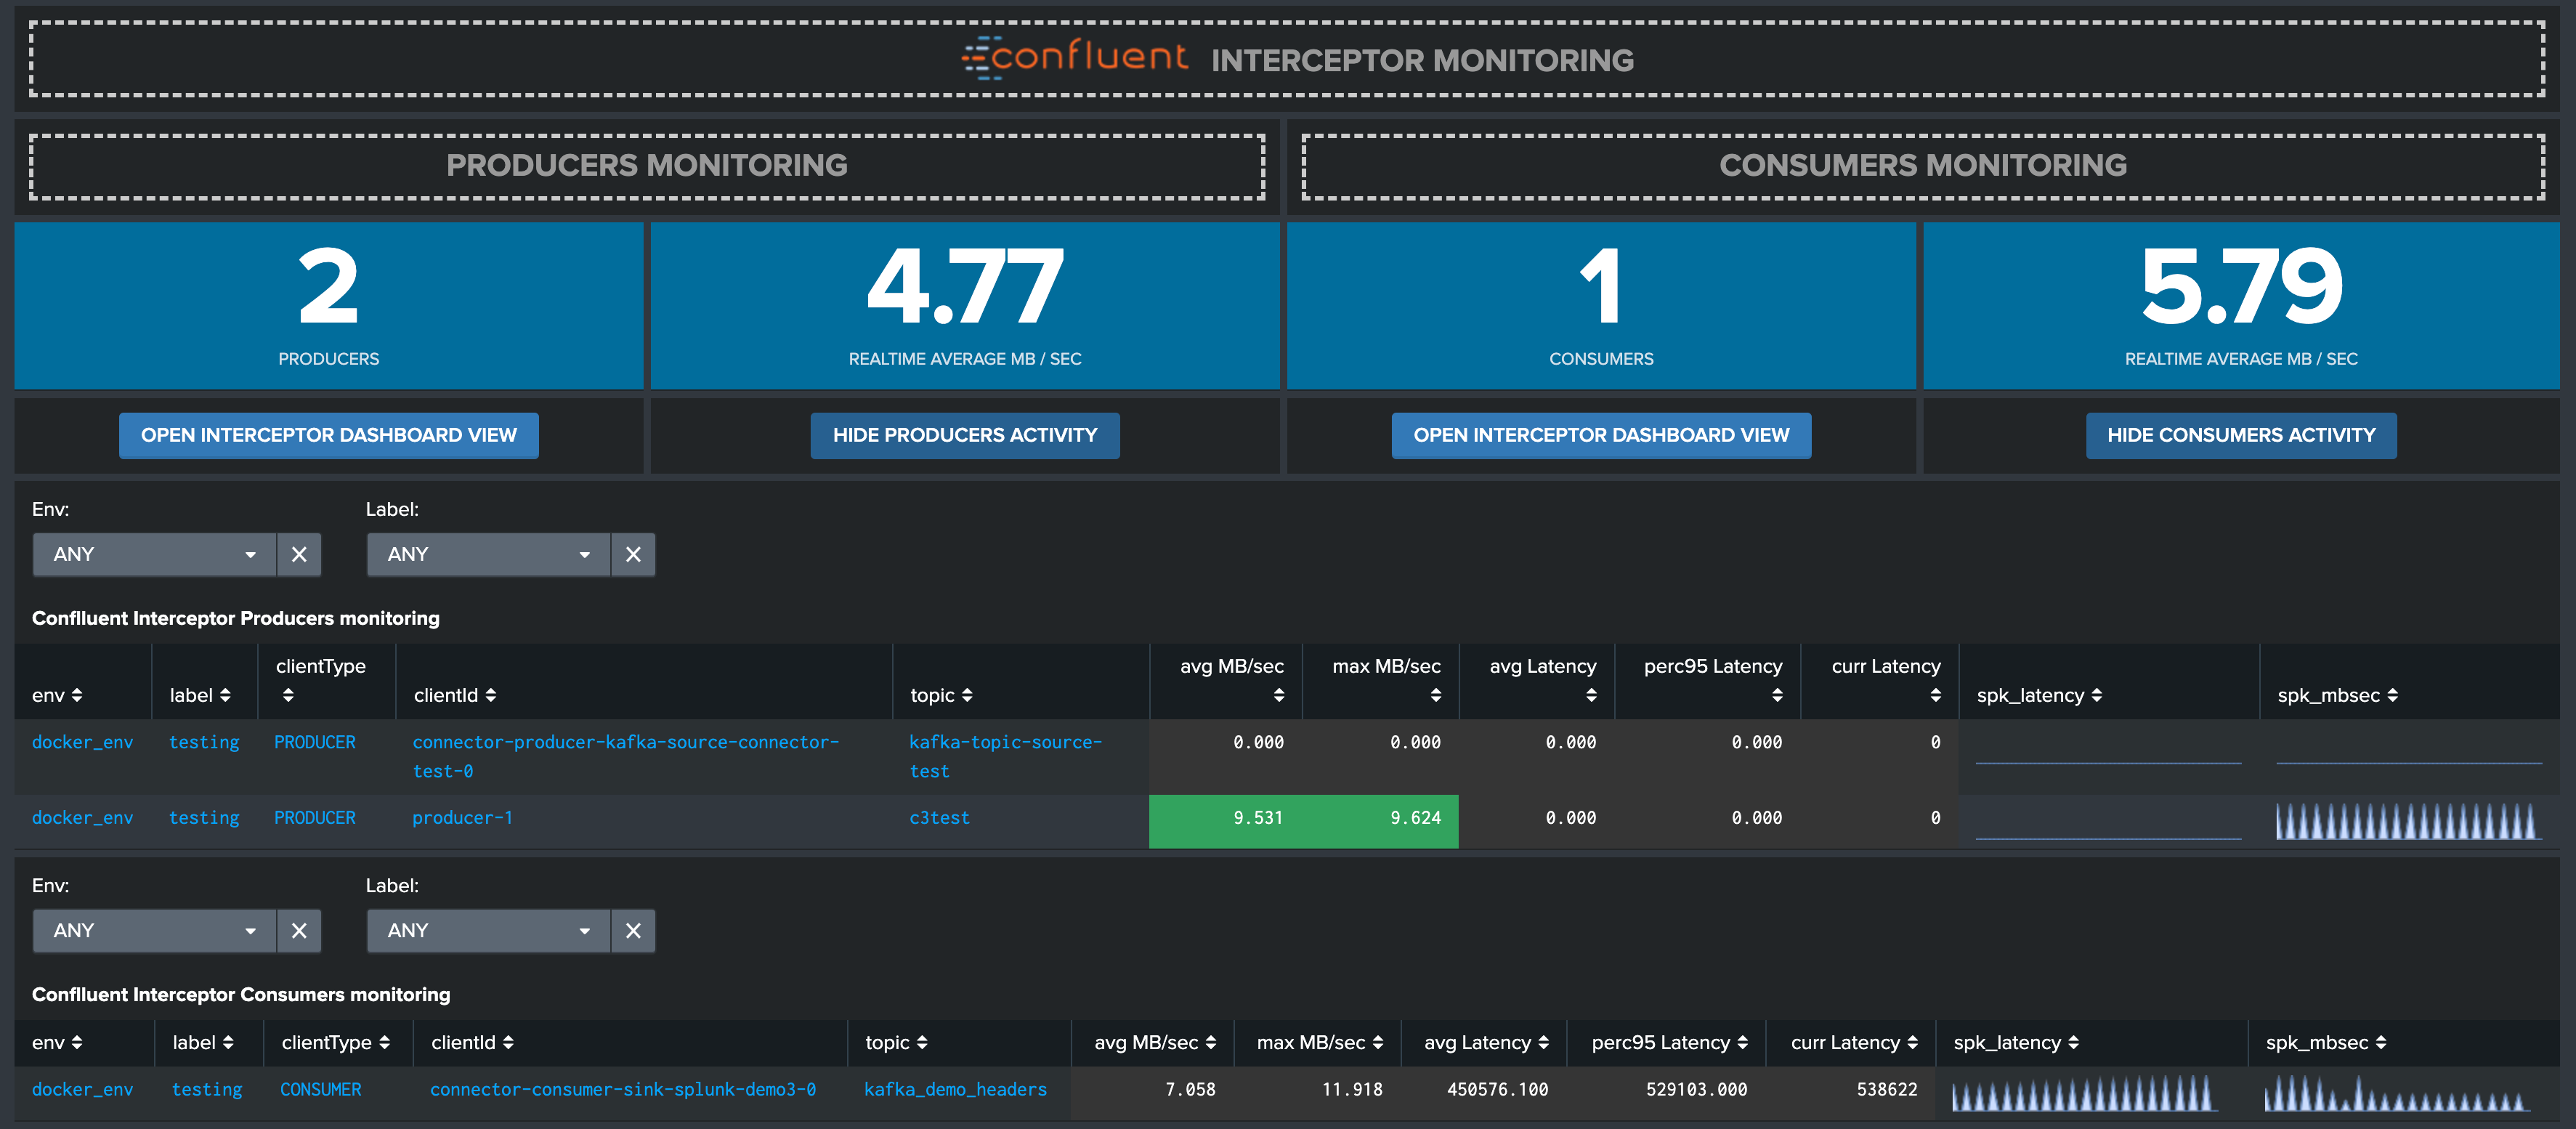 confluent INTERCEPTOR MONITORING
PRODUCERS MONITORING
CONSUMERS MONITORING
2
PRODUCERS
4.77
REALTIME AVERAGE MB / SEC
1
CONSUMERS
5.79
REALTIME AVERAGE MB / SEC
OPEN INTERCEPTOR DASHBOARD VIEW
HIDE PRODUCERS ACTIVITY
OPEN INTERCEPTOR DASHBOARD VIEW
HIDE CONSUMERS ACTIVITY
Env: Label:
ANY ANY
Conflluent Interceptor Producers monitoring
env label clientType clientId topic avg MB/sec max MB/sec avg Latency perc95 Latency curr Latency spk_latency spk_mbsec
docker_env testing PRODUCER connector-producer-kafka-source-connector- kafka-topic-source- 0.000 0.000 0.000 0.000 0
test-0 test
docker_env testing PRODUCER producer-1 c3test 9.531 9.624 0.000 0.000 0
Env: Label:
ANY ANY
Conflluent Interceptor Consumers monitoring
env label clientType clientId topic avg MB/sec max MB/sec avg Latency perc95 Latency curr Latency spk_latency spk_mbsec
docker_env testing CONSUMER connector-consumer-sink-splunk-demo3-0 kafka_demo_headers 7.058 11.918 450576.100 529103.000 538622